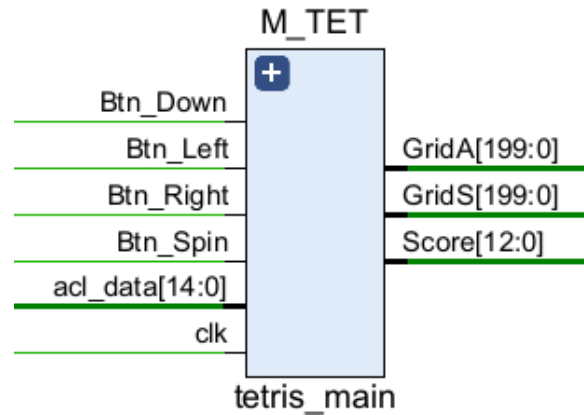 M_TET
Btn_Down
Btn_Left
Btn_Right
Btn_Spin
acl_data[14:0]
clk
GridA[199:0]
GridS[199:0]
Score[12:0]
tetris_main